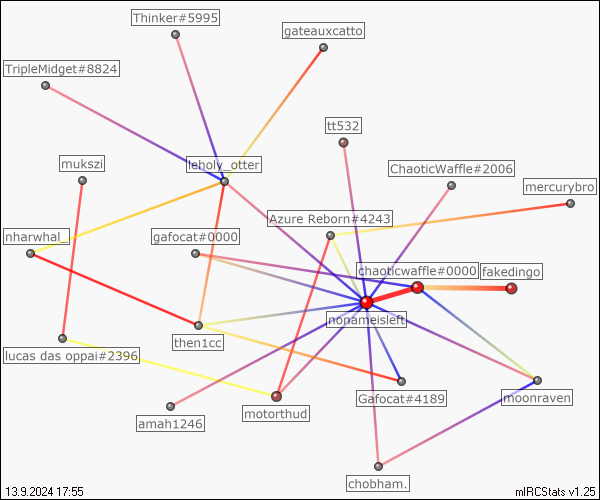 Thinker#5995
gateauxcatto
TripleMidget#8824
tt532
mukszi
leholy_otter
ChaoticWaffle#2006
mercurybro
Azure Reborn#4243
nharwhal_
gafocat#0000
chaoticwaffle#0000
fakedingo
nonameisleft
then1cc
lucas das oppai#2396
Gafocat#4189
moonraven
motorthud
amah1246
chobham.
13.9.2024 17:55
mIRCStats v1.25